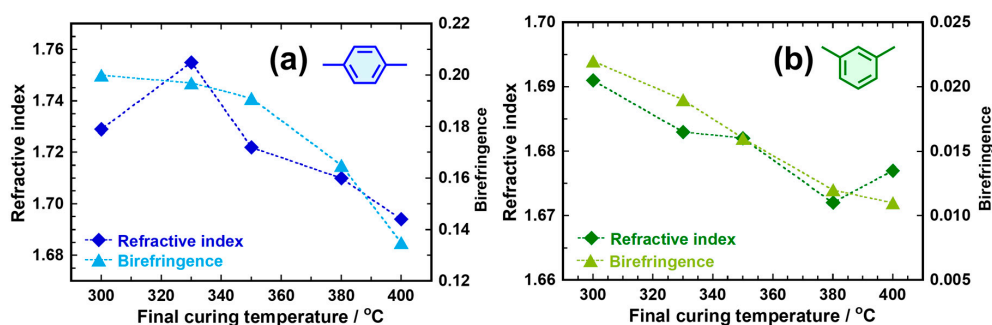 (a)
Refractive index
1.76
1.74
1.72
1.70
1.68
0.22
0.20
0.18
0.16
0.14
0.12
Birefringence
Refractive index
Birefringence
300 320 340 360 380 400
Final curing temperature / °C
(b)
Refractive index
1.70
1.69
1.68
1.67
1.66
0.025
0.020
0.015
0.010
0.005
Birefringence
Refractive index
Birefringence
300 320 340 360 380 400
Final curing temperature / °C